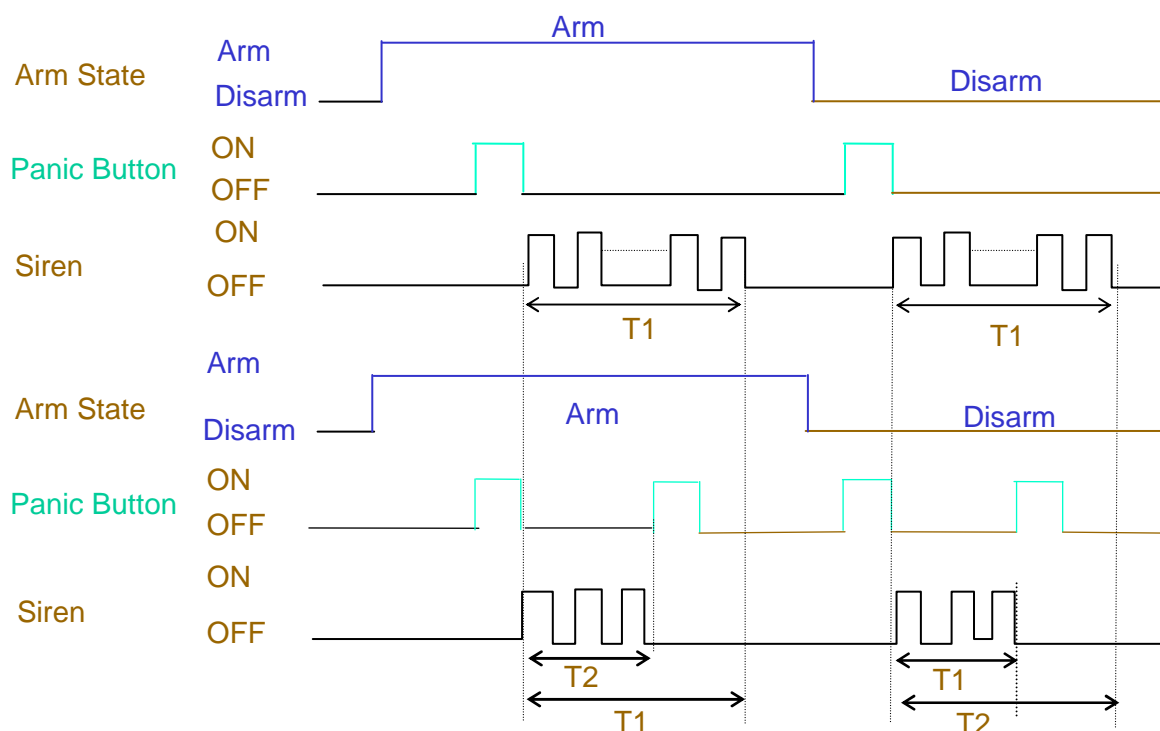 Arm
Arm
Arm State
Disarm
Disarm
ON
Panic Button
OFF
ON
Siren
OFF
T1
T1
Arm
Arm State
Arm
Disarm
Disarm
ON
Panic Button
OFF
ON
Siren
OFF
T2
T1
T1
T2